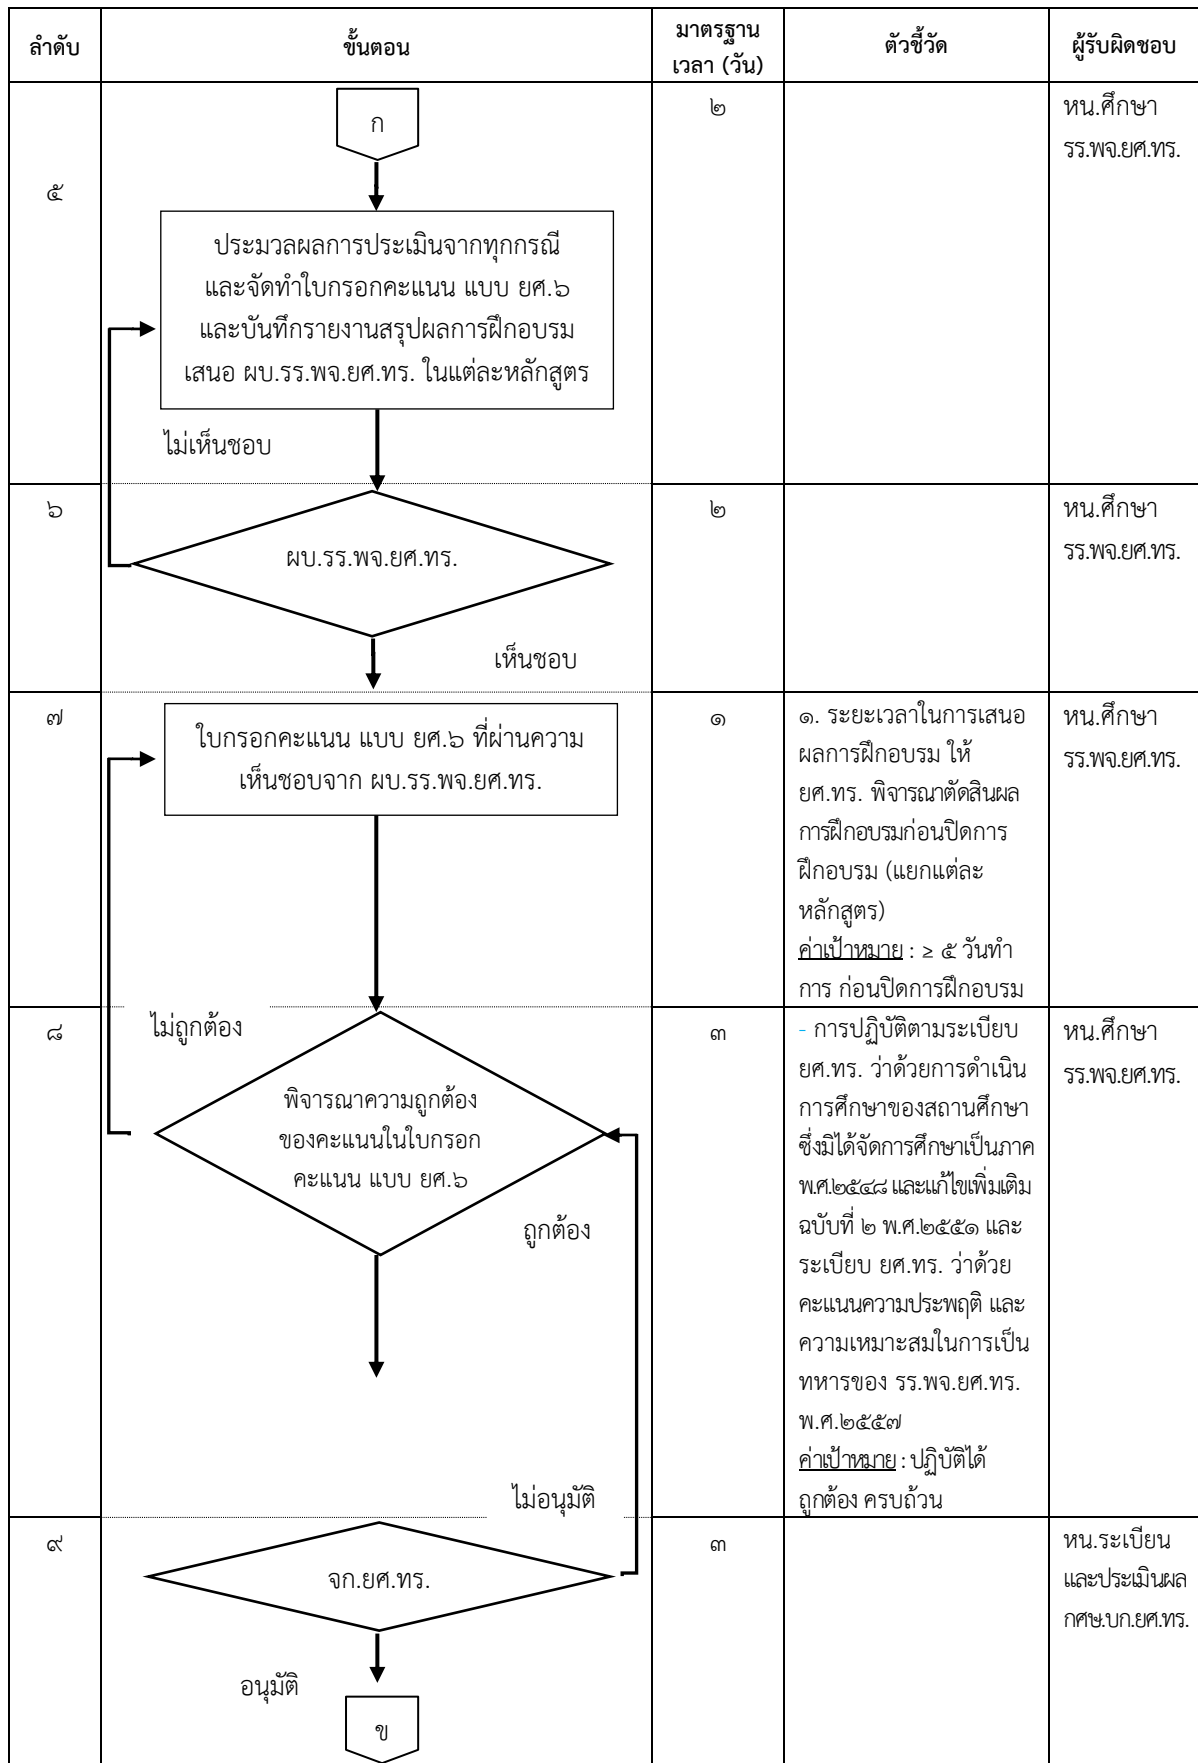 ลำดับ
ขั้นตอน
มาตรฐาน
เวลา (วัน)
ตัวชี้วัด
ผู้รับผิดชอบ
๕
ก
ประมวลผลการประเมินจากทุกกรณี
และจัดทำใบกรอกคะแนน แบบ ยศ.๖
และบันทึกรายงานสรุปผลการฝึกอบรม
เสนอ ผบ.รร.พจ.ยศ.ทร. ในแต่ละหลักสูตร
ไม่เห็นชอบ
๒
หน.ศึกษา
รร.พจ.ยศ.ทร.
๖
ผบ.รร.พจ.ยศ.ทร.
เห็นชอบ
๒
หน.ศึกษา
รร.พจ.ยศ.ทร.
๗
ใบกรอกคะแนน แบบ ยศ.๖ ที่ผ่านความ
เห็นชอบจาก ผบ.รร.พจ.ยศ.ทร.
๑
๑. ระยะเวลาในการเสนอ
ผลการฝึกอบรม ให้
ยศ.ทร. พิจารณาตัดสินผล
การฝึกอบรมก่อนปิดการ
ฝึกอบรม (แยกแต่ละ
หลักสูตร)
ค่าเป้าหมาย : ≥ ๕ วันทำ
การ ก่อนปิดการฝึกอบรม
หน.ศึกษา
รร.พจ.ยศ.ทร.
๘
ไม่ถูกต้อง
พิจารณาความถูกต้อง
ของคะแนนในใบกรอก
คะแนน แบบ ยศ.๖
ถูกต้อง
ไม่อนุมัติ
๓
- การปฏิบัติตามระเบียบ
ยศ.ทร. ว่าด้วยการดำเนิน
การศึกษาของสถานศึกษา
ซึ่งมิได้จัดการศึกษาเป็นภาค
พ.ศ.๒๕๔๘ และแก้ไขเพิ่มเติม
ฉบับที่ ๒ พ.ศ.๒๕๕๑ และ
ระเบียบ ยศ.ทร. ว่าด้วย
คะแนนความประพฤติ และ
ความเหมาะสมในการเป็น
ทหารของ รร.พจ.ยศ.ทร.
พ.ศ.๒๕๕๗
ค่าเป้าหมาย : ปฏิบัติได้
ถูกต้อง ครบถ้วน
หน.ศึกษา
รร.พจ.ยศ.ทร.
๙
จก.ยศ.ทร.
อนุมัติ
ข
๓
หน.ระเบียน
และประเมินผล
กศษ.บก.ยศ.ทร.